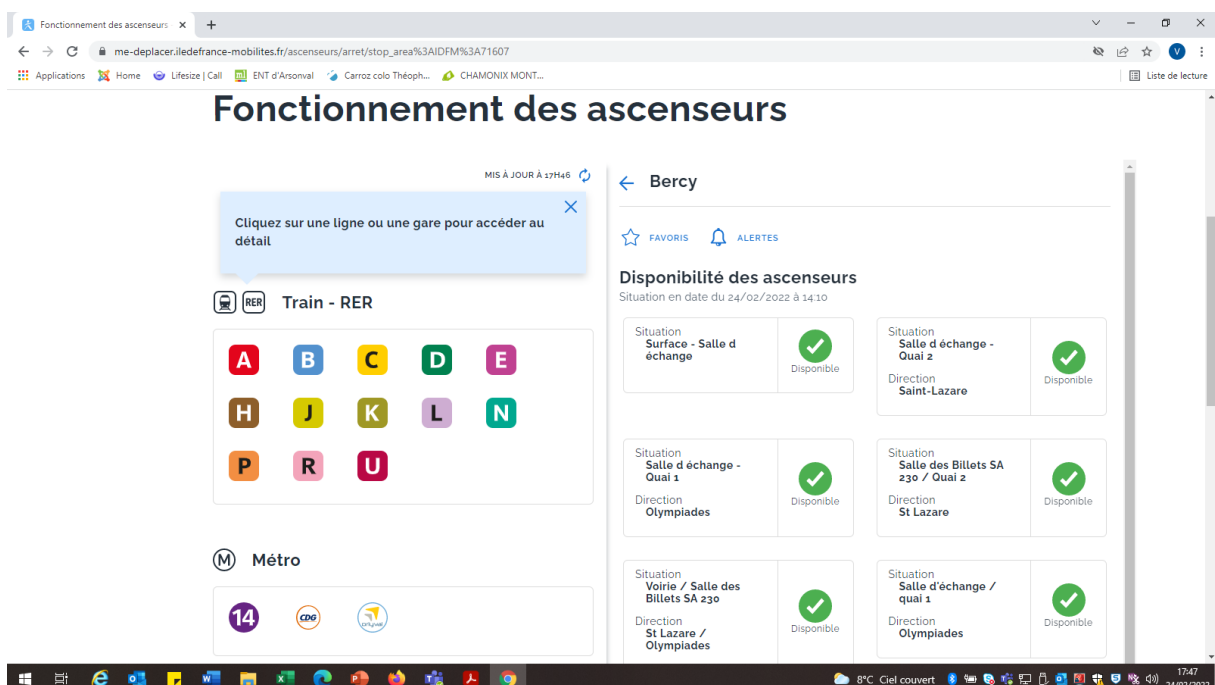 Fonctionnement des ascenseurs
me-deplacer.iledefrance-mobilites.fr/ascenseurs/arret/stop_area%3AIDFM%3A71607
V
Applications Home Lifesize | Call ENT d'Arsonval Carroz colo Théoph... CHAMONIX MONT... Liste de lecture
Fonctionnement des ascenseurs
MIS À JOUR À 17H46
Cliquez sur une ligne ou une gare pour accéder au
détail
RER Train - RER
A B C D E
H J K L N
P R U
M Métro
14 CDG orlyval
Bercy
FAVORIS ALERTES
Disponibilité des ascenseurs
Situation en date du 24/02/2022 à 14:10
Situation
Surface - Salle d
échange
Disponible
Situation
Salle d échange -
Quai 2
Direction
Saint-Lazare
Disponible
Situation
Salle d échange -
Quai 1
Direction
Olympiades
Disponible
Situation
Salle des Billets SA
230 / Quai 2
Direction
St Lazare
Disponible
Situation
Voirie / Salle des
Billets SA 230
Direction
St Lazare /
Olympiades
Disponible
Situation
Salle d'échange /
quai 1
Direction
Olympiades
Disponible
8°C Ciel couvert
17:47
24/02/2022